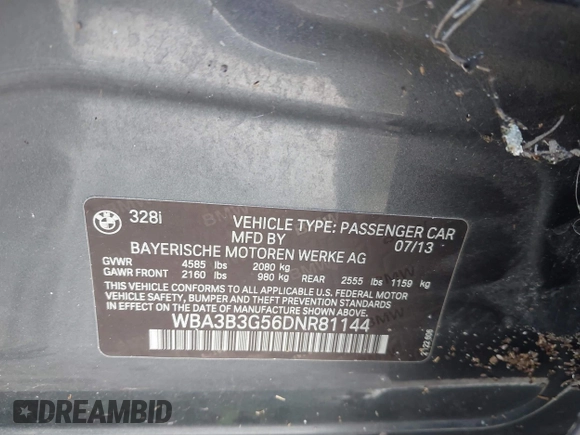 328i
VEHICLE TYPE: PASSENGER CAR
MFD BY 07/13
BAYERISCHE MOTOREN WERKE AG
GVWR 4585 lbs 2080 kg
GAWR FRONT 2160 lbs 980 kg REAR 2555 lbs 1159 kg
THIS VEHICLE CONFORMS TO ALL APPLICABLE U.S. FEDERAL MOTOR
VEHICLE SAFETY, BUMPER AND THEFT PREVENTION STANDARDS
IN EFFECT ON THE DATE OF MANUFACTURE SHOWN ABOVE.
WBA3B3G56DNR81144
DREAMBID